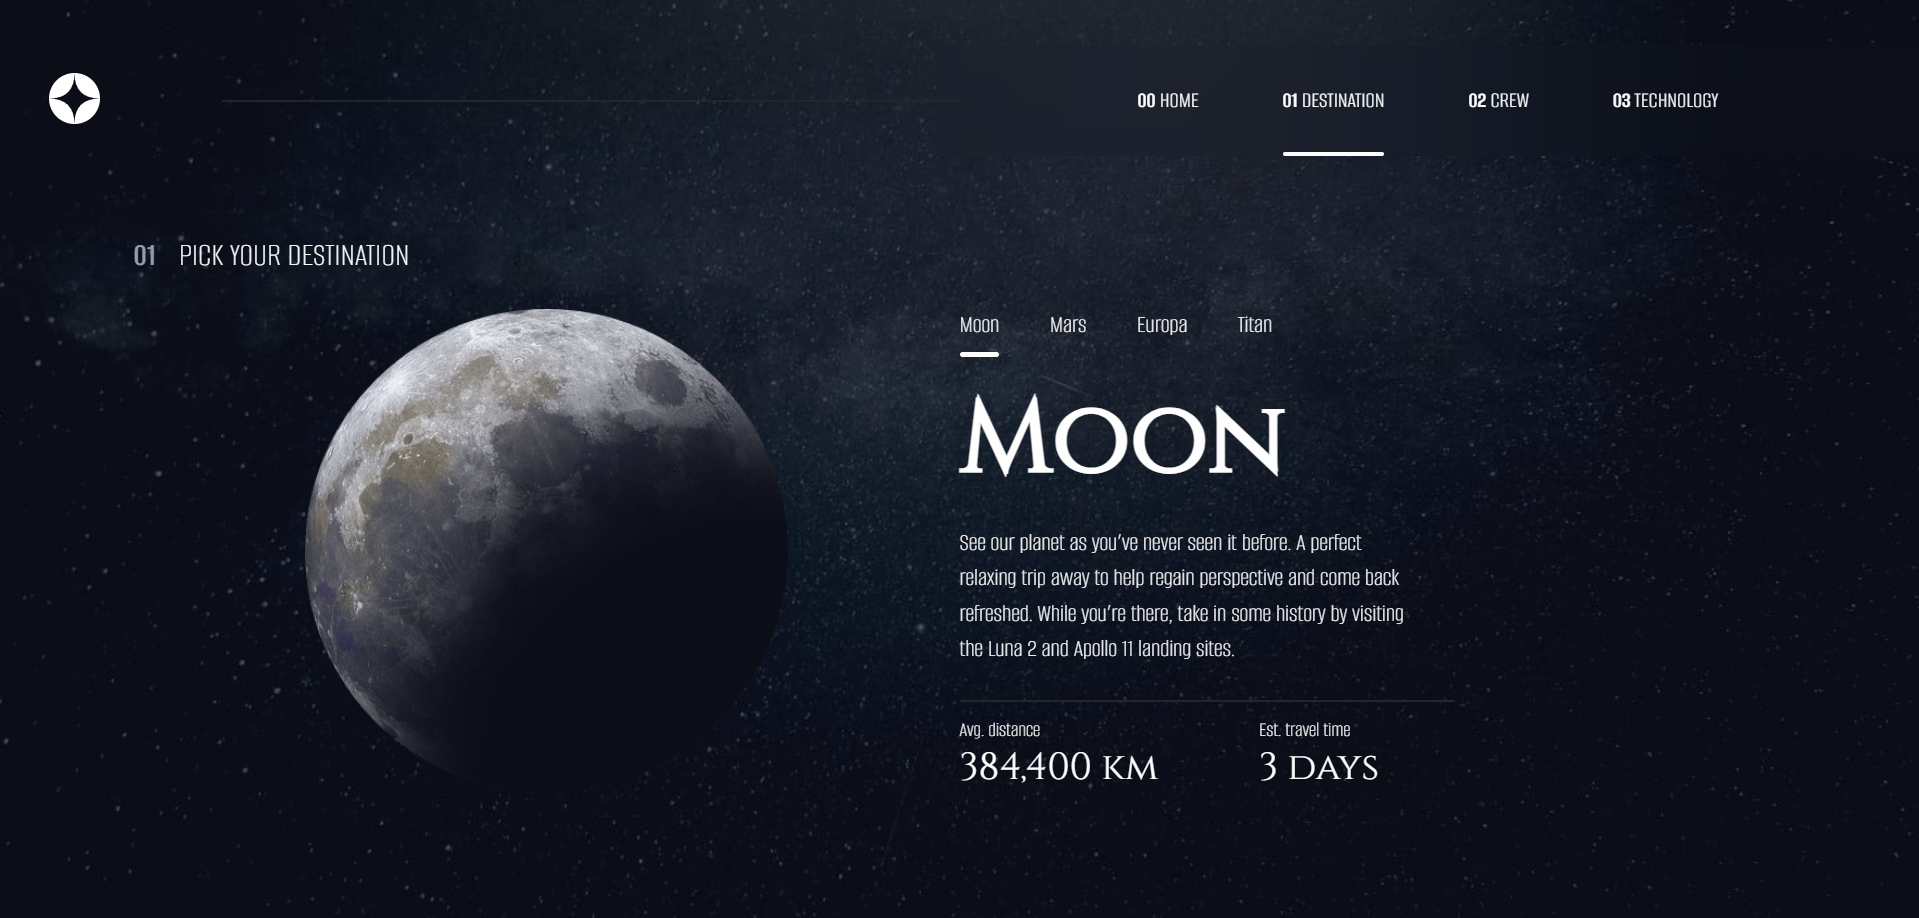 00 HOME 01 DESTINATION 02 CREW 03 TECHNOLOGY
01 PICK YOUR DESTINATION
Moon Mars Europa Titan
MOON
See our planet as you’ve never seen it before. A perfect
relaxing trip away to help regain perspective and come back
refreshed. While you’re there, take in some history by visiting
the Luna 2 and Apollo 11 landing sites.
Avg. distance Est. travel time
384,400 KM 3 DAYS